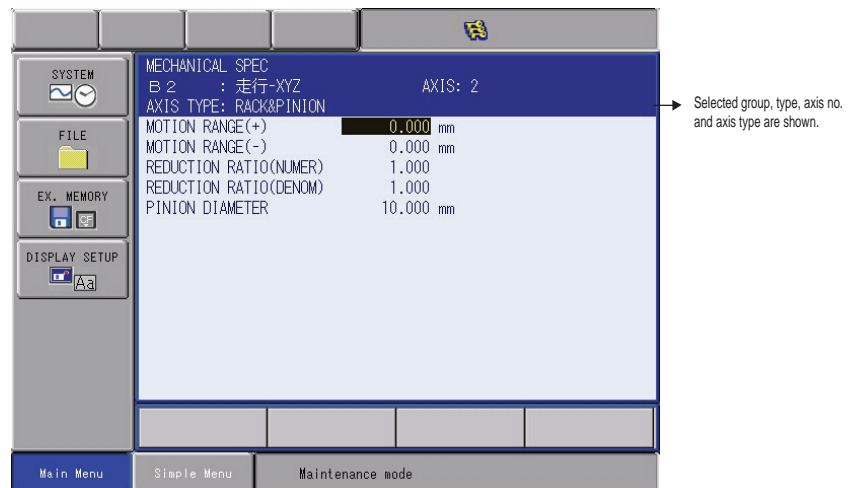 SYSTEM
FILE
EX. MEMORY
CF
DISPLAY SETUP
Aa
MECHANICAL SPEC
B2 : 走行-XYZ AXIS: 2
AXIS TYPE: RACK&PINION
MOTION RANGE(+) 0.000 mm
MOTION RANGE(-) 0.000 mm
REDUCTION RATIO(NUMER) 1.000
REDUCTION RATIO(DENOM) 1.000
PINION DIAMETER 10.000 mm
Main Menu
Simple Menu
Maintenance mode
Selected group, type, axis no.
and axis type are shown.